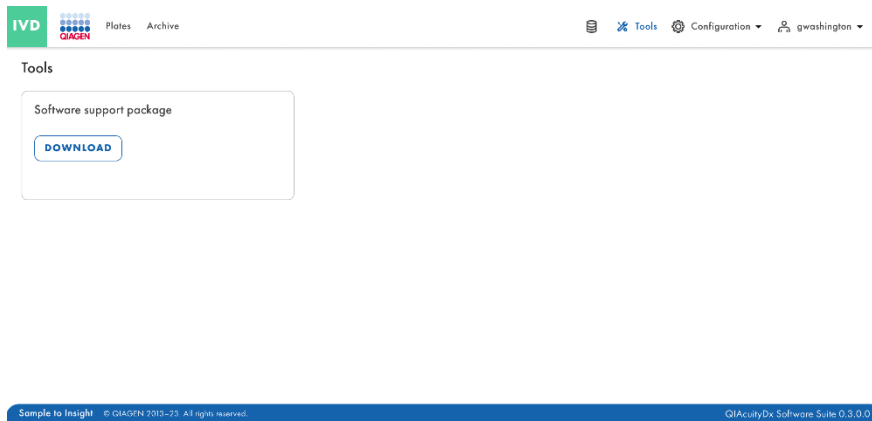 IVD QIAGEN Plates Archive Tools Configuration gwashington
Tools
Software support package
DOWNLOAD
Sample to Insight © QIAGEN 2013–23 All rights reserved. QIAcuityDx Software Suite 0.3.0.0